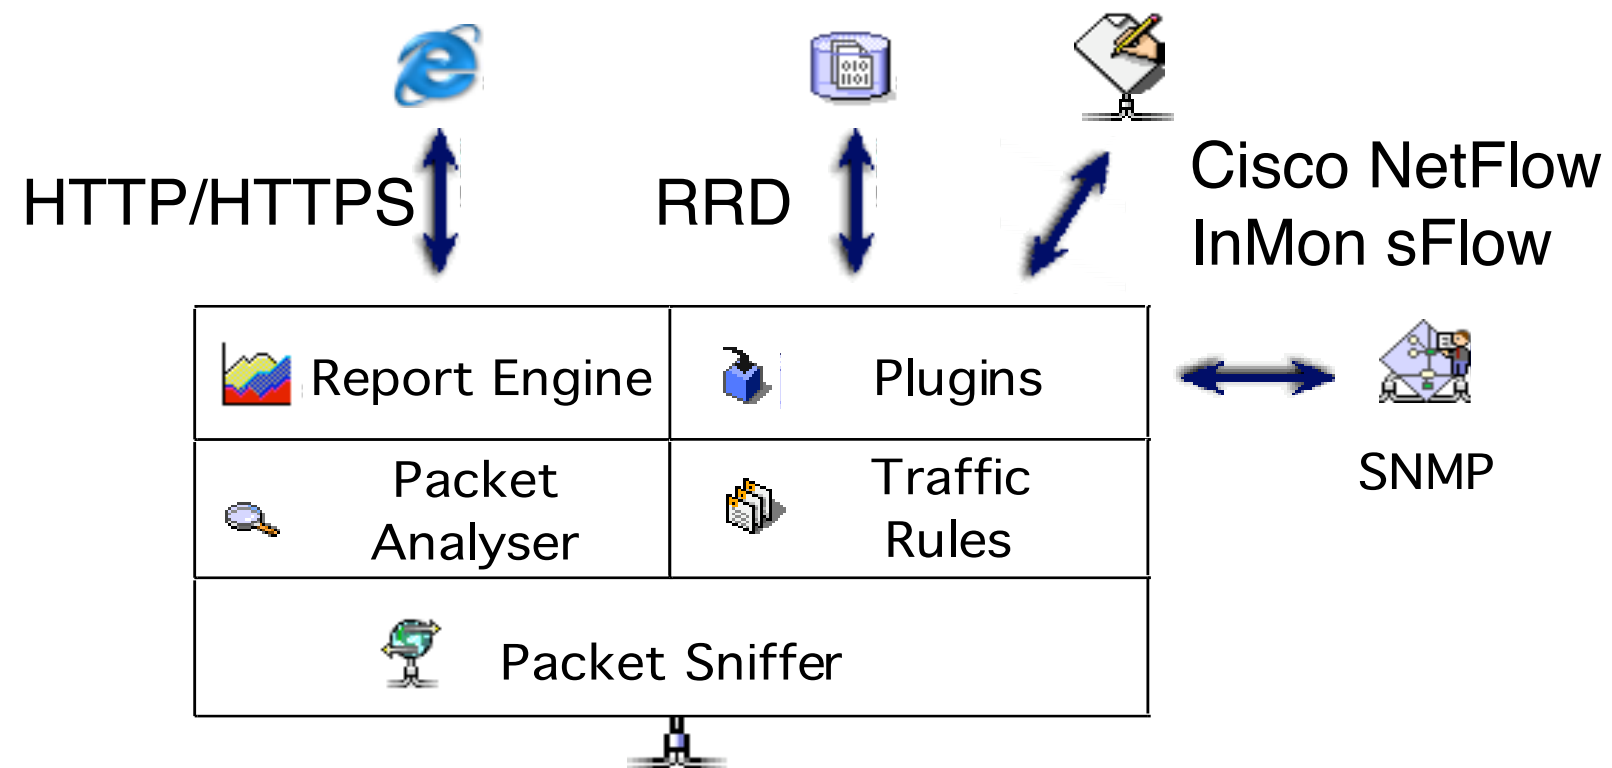 HTTP/HTTPS
RRD
Cisco NetFlow
InMon sFlow
Report Engine
Plugins
SNMP
Packet
Analyser
Traffic
Rules
Packet Sniffer